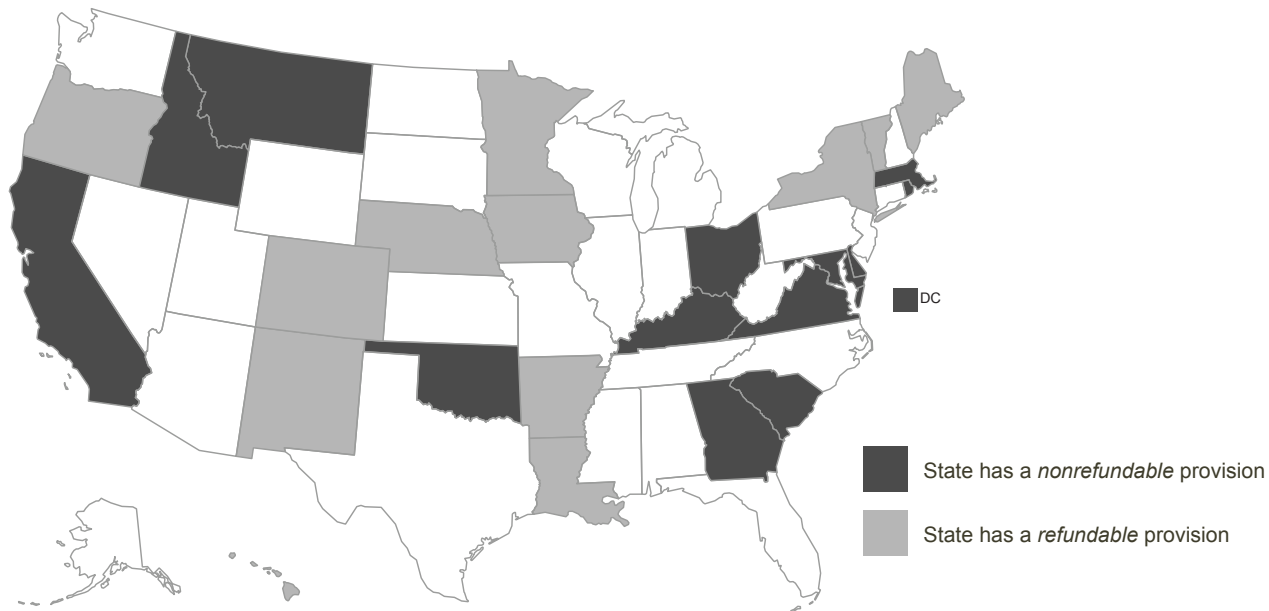 DC
State has a nonrefundable provision
State has a refundable provision